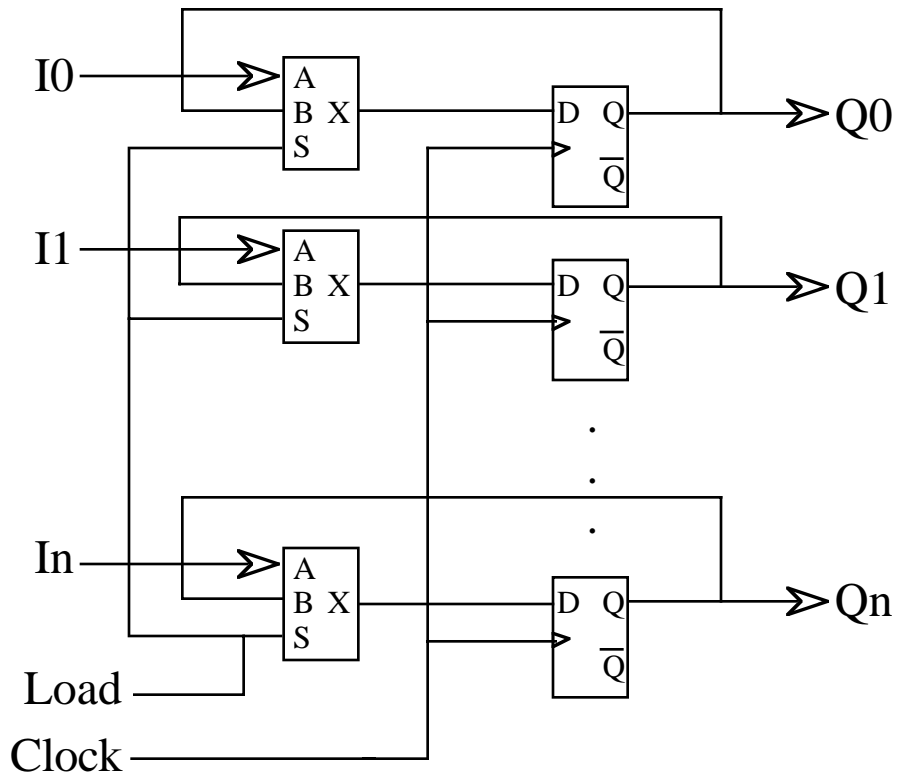 I0
A
B X
S
D Q
Q
Q0
I1
A
B X
S
D Q
Q
Q1
.
.
.
In
A
B X
S
D Q
Q
Qn
Load
Clock